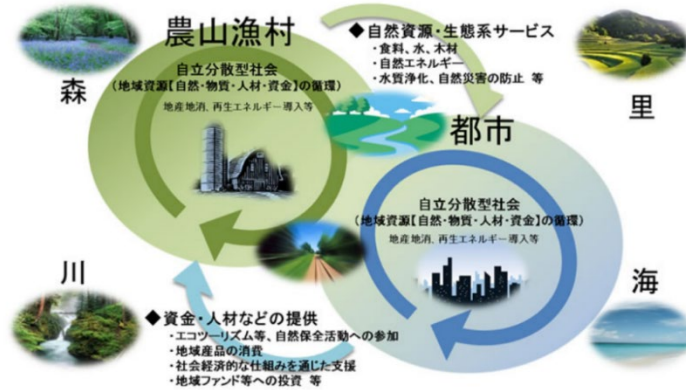 農山漁村
◆自然資源・生態系サービス
・食料、水、木材
・自然エネルギー
・水質浄化、自然災害の防止 等
森
自立分散型社会
(地域資源【自然・物質・人材・資金】の循環)
地産地消、再生エネルギー導入等
里
都市
自立分散型社会
(地域資源【自然・物質・人材・資金】の循環)
地産地消、再生エネルギー導入等
川
海
◆資金・人材などの提供
・エコツーリズム等、自然保全活動への参加
・地域産品の消費
・社会経済的な仕組みを通じた支援
・地域ファンド等への投資 等